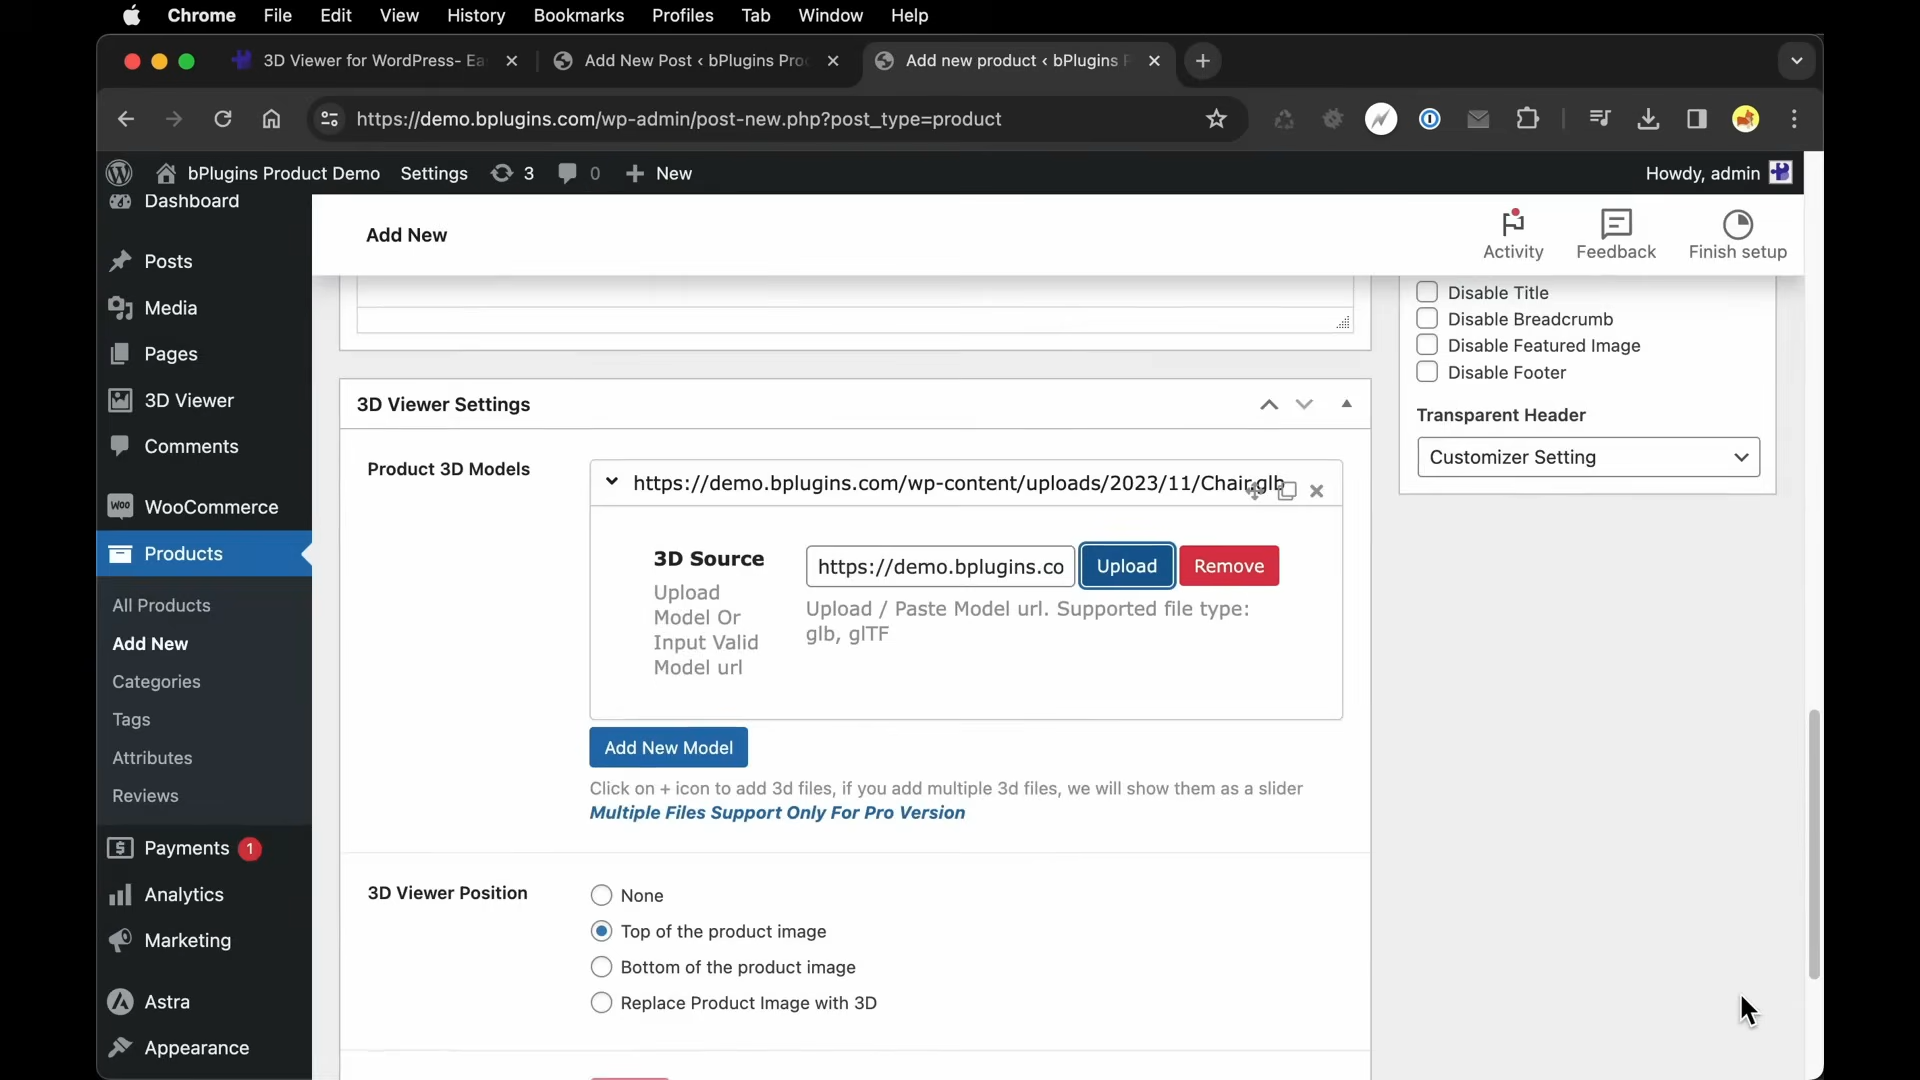 Chrome File Edit View History Bookmarks Profiles Tab Window Help
3D Viewer for WordPress- Ea
Add New Post ‹ bPlugins Pro
Add new product ‹ bPlugins P
https://demo.bplugins.com/wp-admin/post-new.php?post_type=product
bPlugins Product Demo Settings 3 0 + New Howdy, admin
Dashboard
Posts
Media
Pages
3D Viewer
Comments
WooCommerce
Products
All Products
Add New
Categories
Tags
Attributes
Reviews
Payments 1
Analytics
Marketing
Astra
Appearance
Add New
Activity
Feedback
Finish setup
3D Viewer Settings
Product 3D Models
https://demo.bplugins.com/wp-content/uploads/2023/11/Chair.glb
3D Source
Upload
Model Or
Input Valid
Model url
https://demo.bplugins.co Upload Remove
Upload / Paste Model url. Supported file type:
glb, glTF
Add New Model
Click on + icon to add 3d files, if you add multiple 3d files, we will show them as a slider
Multiple Files Support Only For Pro Version
3D Viewer Position
None
Top of the product image
Bottom of the product image
Replace Product Image with 3D
Disable Title
Disable Breadcrumb
Disable Featured Image
Disable Footer
Transparent Header
Customizer Setting